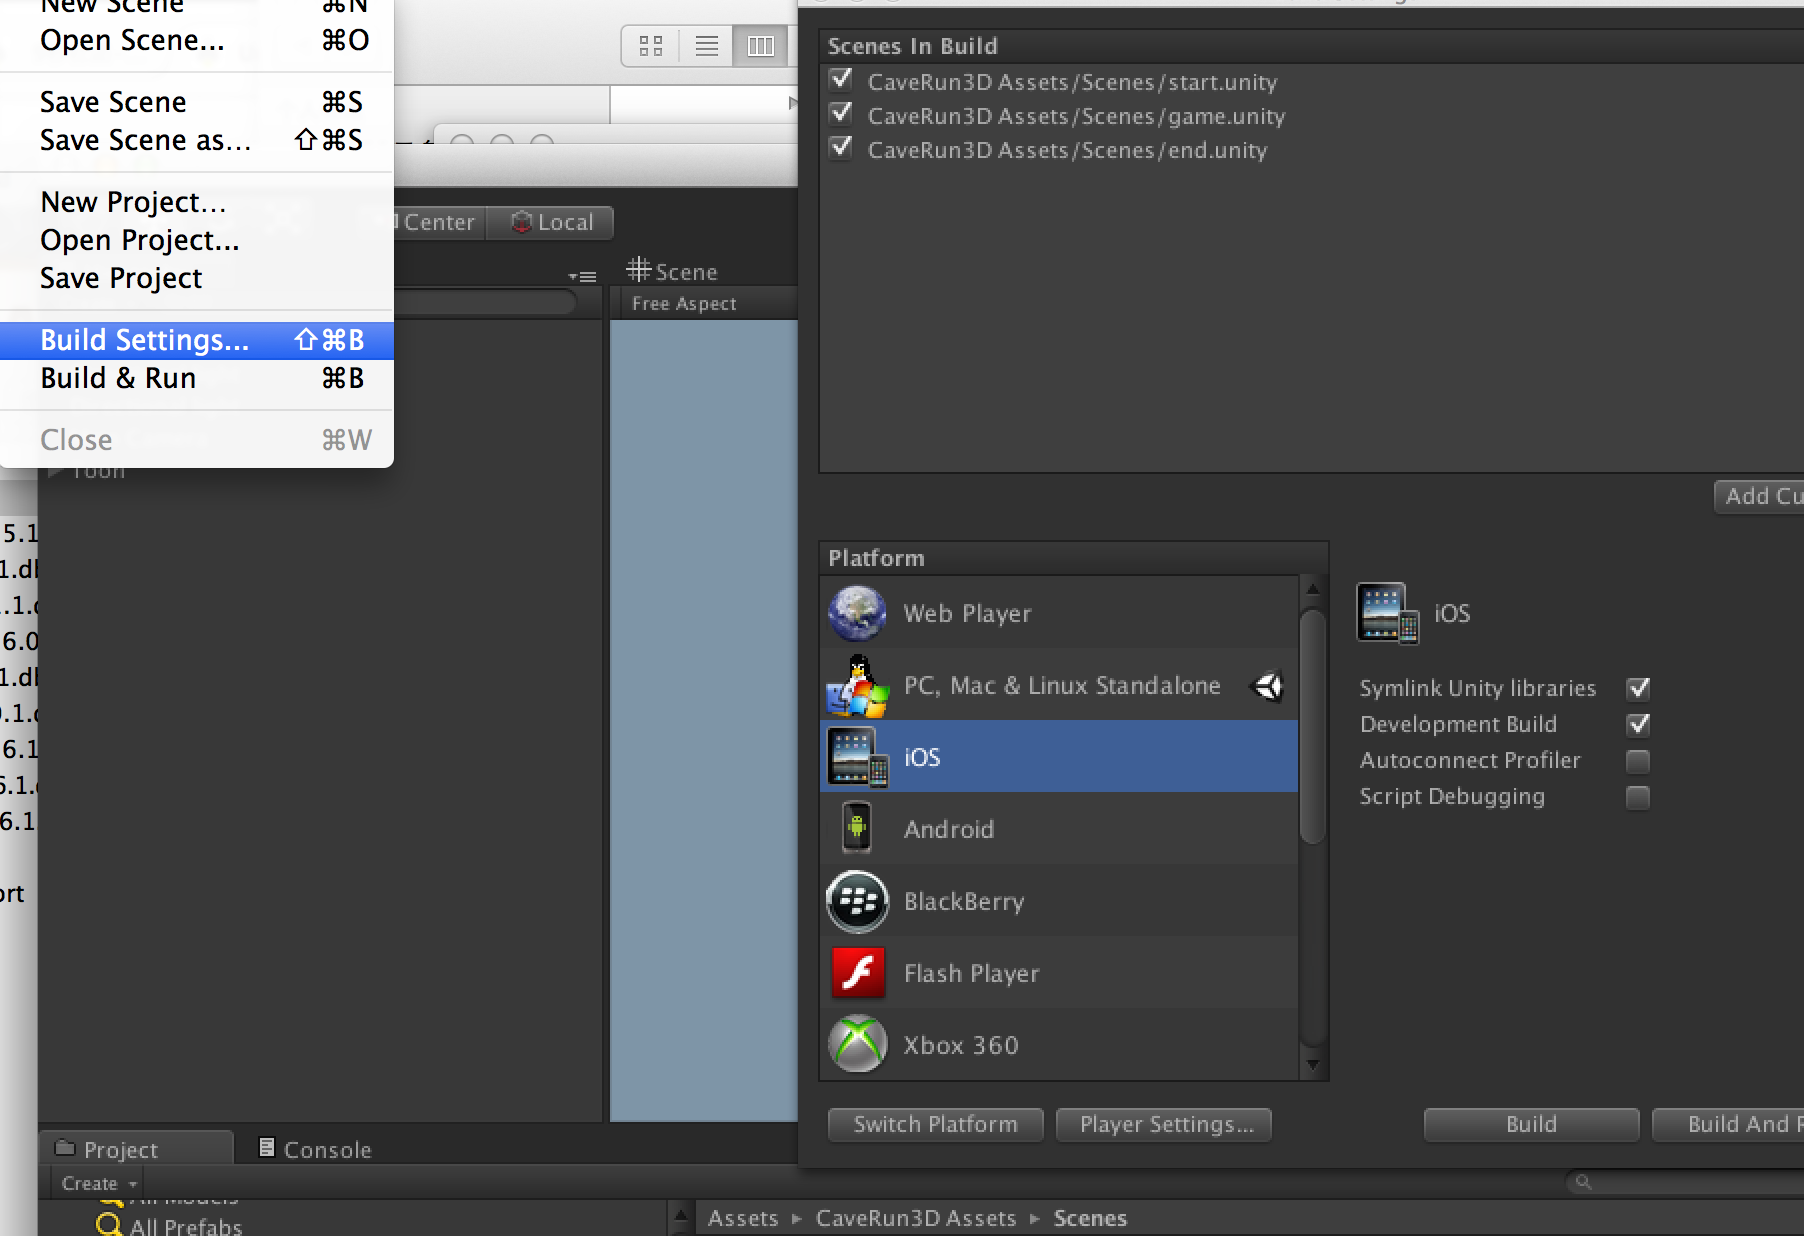 New Scene ⌘N
Open Scene... ⌘O
Save Scene ⌘S
Save Scene as... ⇧⌘S
New Project...
Open Project...
Save Project
Build Settings... ⇧⌘B
Build & Run ⌘B
Close ⌘W
Toon
5.1
1.db
.1.
6.0
1.db
.1.
6.1
6.1.
6.1
ort
Center
Local
Scene
Free Aspect
Scenes In Build
CaveRun3D Assets/Scenes/start.unity
CaveRun3D Assets/Scenes/game.unity
CaveRun3D Assets/Scenes/end.unity
Add Cu
Platform
Web Player
PC, Mac & Linux Standalone
iOS
Android
BlackBerry
Flash Player
Xbox 360
iOS
Symlink Unity libraries
Development Build
Autoconnect Profiler
Script Debugging
Switch Platform
Player Settings...
Build
Build And R
Project
Console
Create
All Models
All Prefabs
Assets ▸ CaveRun3D Assets ▸ Scenes